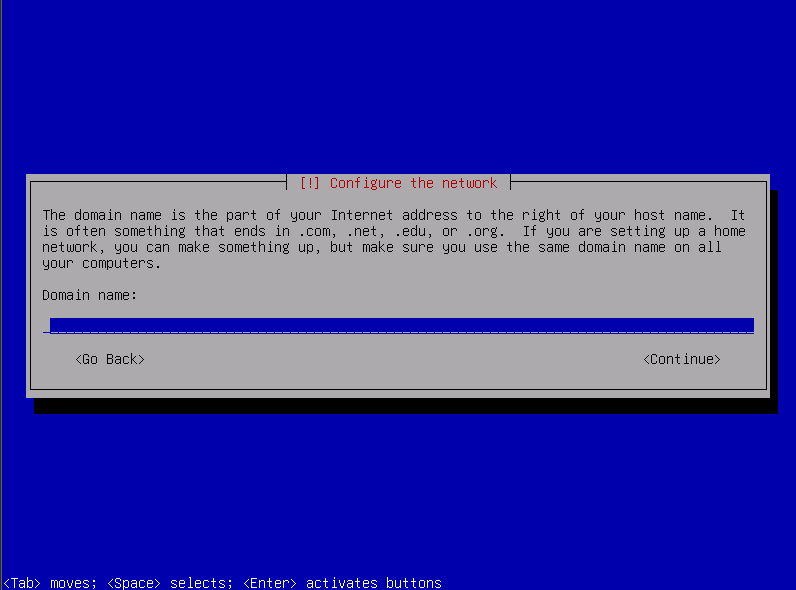 [!] Configure the network
The domain name is the part of your Internet address to the right of your host name.  It
is often something that ends in .com, .net, .edu, or .org.  If you are setting up a home
network, you can make something up, but make sure you use the same domain name on all
your computers.
Domain name:
<Go Back> <Continue>
<Tab> moves; <Space> selects; <Enter> activates buttons